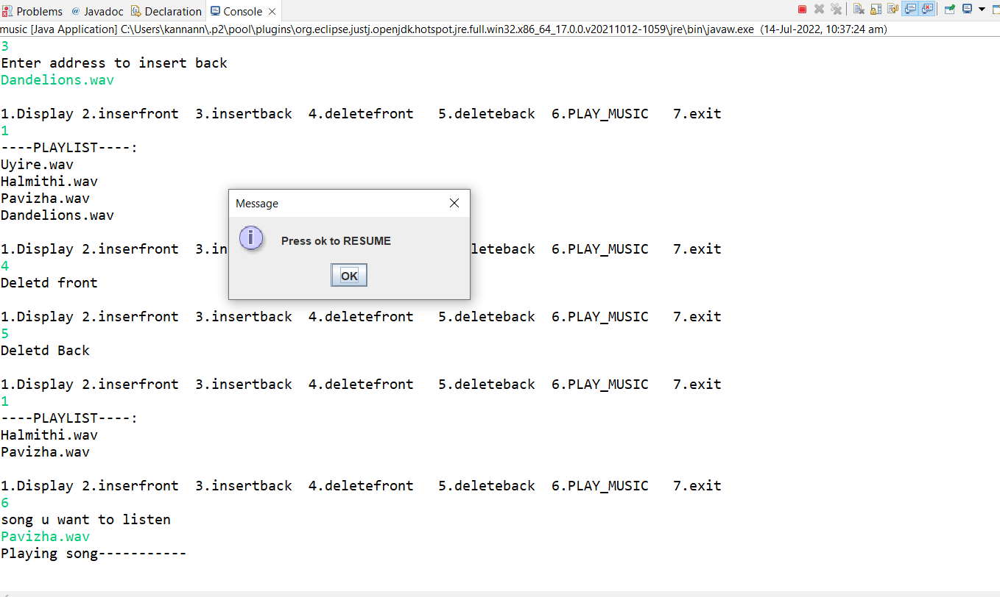 Problems @ Javadoc Declaration Console
music [Java Application] C:\Users\kannann\.p2\pool\plugins\org.eclipse.justj.openjdk.hotspot.jre.full.win32.x86_64_17.0.0.v20211012-1059\jre\bin\javaw.exe (14-Jul-2022, 10:37:24 am)
3
Enter address to insert back
Dandelions.wav
1.Display 2.inserfront 3.insertback 4.deletefront 5.deleteback 6.PLAY_MUSIC 7.exit
1
----PLAYLIST----:
Uyire.wav
Halmithi.wav
Pavizha.wav
Dandelions.wav
Message
Press ok to RESUME
OK
1.Display 2.inserfront 3.in leteback 6.PLAY_MUSIC 7.exit
4
Deletd front
1.Display 2.inserfront 3.insertback 4.deletefront 5.deleteback 6.PLAY_MUSIC 7.exit
5
Deletd Back
1.Display 2.inserfront 3.insertback 4.deletefront 5.deleteback 6.PLAY_MUSIC 7.exit
1
----PLAYLIST----:
Halmithi.wav
Pavizha.wav
1.Display 2.inserfront 3.insertback 4.deletefront 5.deleteback 6.PLAY_MUSIC 7.exit
6
song u want to listen
Pavizha.wav
Playing song-----------